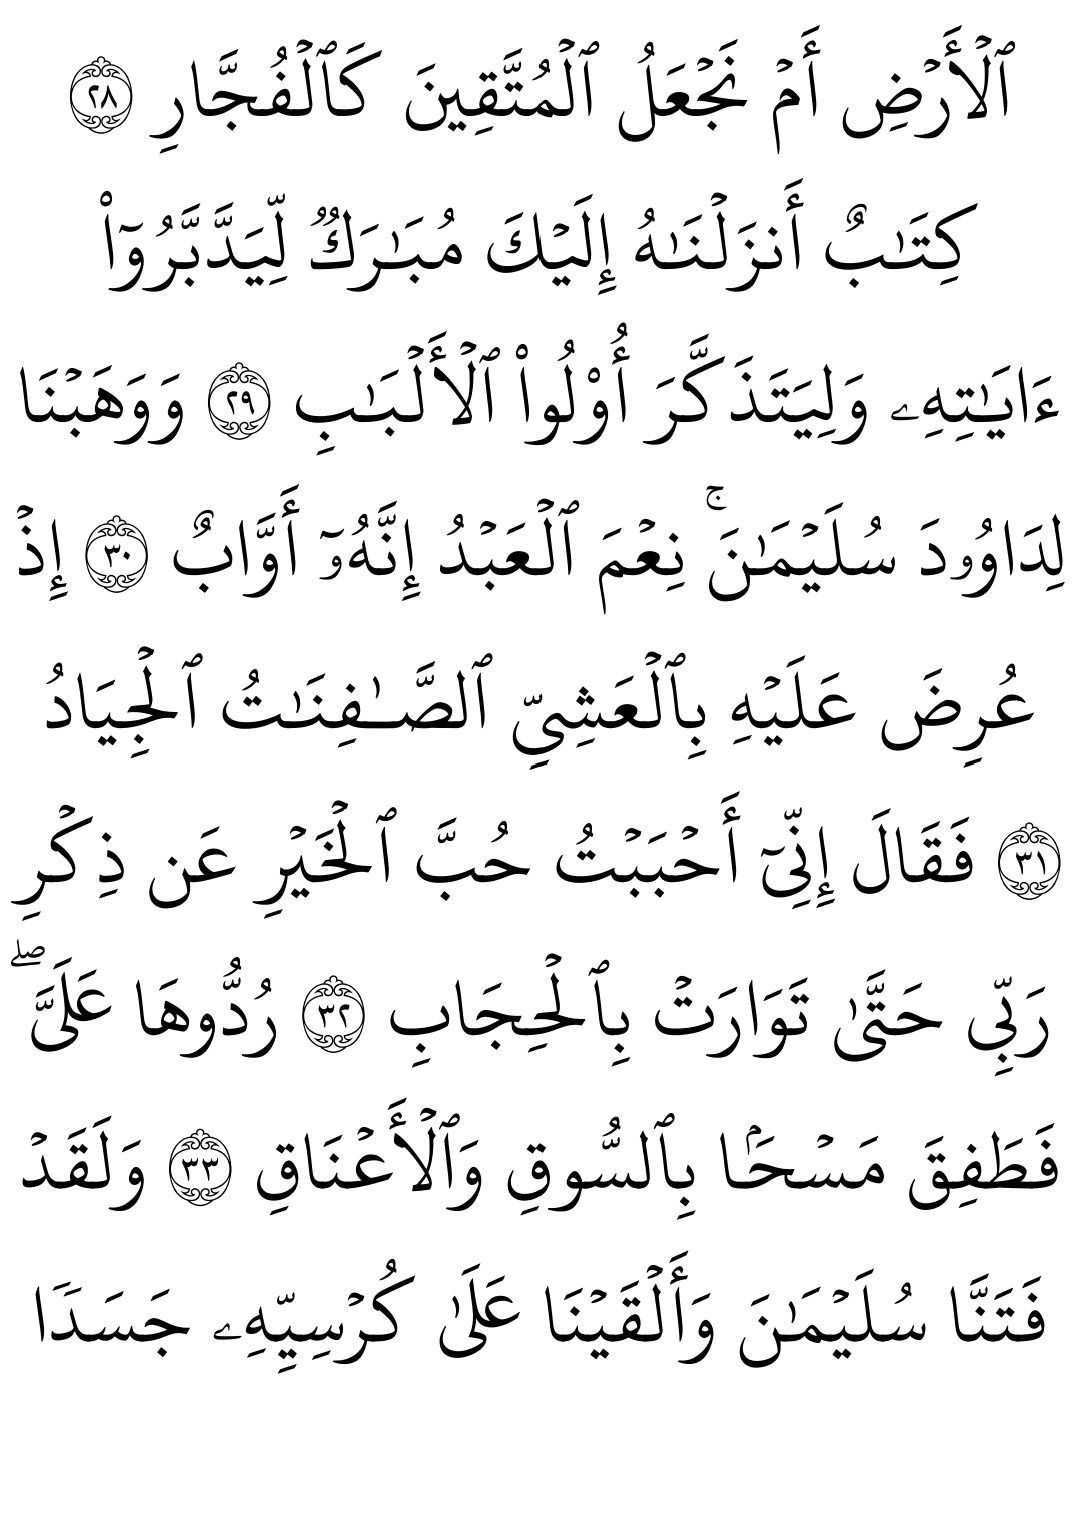 ٱلۡأَرۡضِ أَمۡ نَجۡعَلُ ٱلۡمُتَّقِينَ كَٱلۡفُجَّارِ ٢٨
كِتَٰبٌ أَنزَلۡنَٰهُ إِلَيۡكَ مُبَٰرَكٞ لِّيَدَّبَّرُوٓاْ
ءَايَٰتِهِۦ وَلِيَتَذَكَّرَ أُوْلُواْ ٱلۡأَلۡبَٰبِ ٢٩ وَوَهَبۡنَا
لِدَاوُۥدَ سُلَيۡمَٰنَۚ نِعۡمَ ٱلۡعَبۡدُ إِنَّهُۥٓ أَوَّابٌ ٣٠ إِذۡ
عُرِضَ عَلَيۡهِ بِٱلۡعَشِيِّ ٱلصَّٰفِنَٰتُ ٱلۡجِيَادُ
٣١ فَقَالَ إِنِّيٓ أَحۡبَبۡتُ حُبَّ ٱلۡخَيۡرِ عَن ذِكۡرِ
رَبِّي حَتَّىٰ تَوَارَتۡ بِٱلۡحِجَابِ ٣٢ رُدُّوهَا عَلَيَّۖ
فَطَفِقَ مَسۡحَۢا بِٱلسُّوقِ وَٱلۡأَعۡنَاقِ ٣٣ وَلَقَدۡ
فَتَنَّا سُلَيۡمَٰنَ وَأَلۡقَيۡنَا عَلَىٰ كُرۡسِيِّهِۦ جَسَدٗا